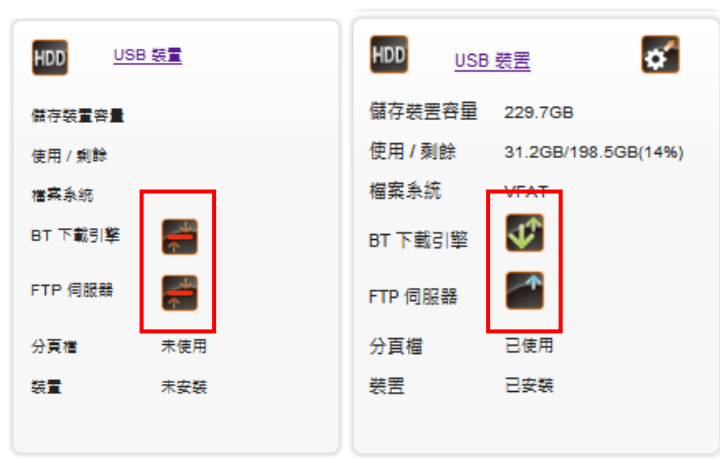 HDD USB 裝置
儲存裝置容量
使用 / 剩餘
檔案系統
BT 下載引擎
FTP 伺服器
分頁檔 未使用
裝置 未安裝
HDD USB 裝置
儲存裝置容量 229.7GB
使用 / 剩餘 31.2GB/198.5GB(14%)
檔案系統 VFAT
BT 下載引擎
FTP 伺服器
分頁檔 已使用
裝置 已安裝